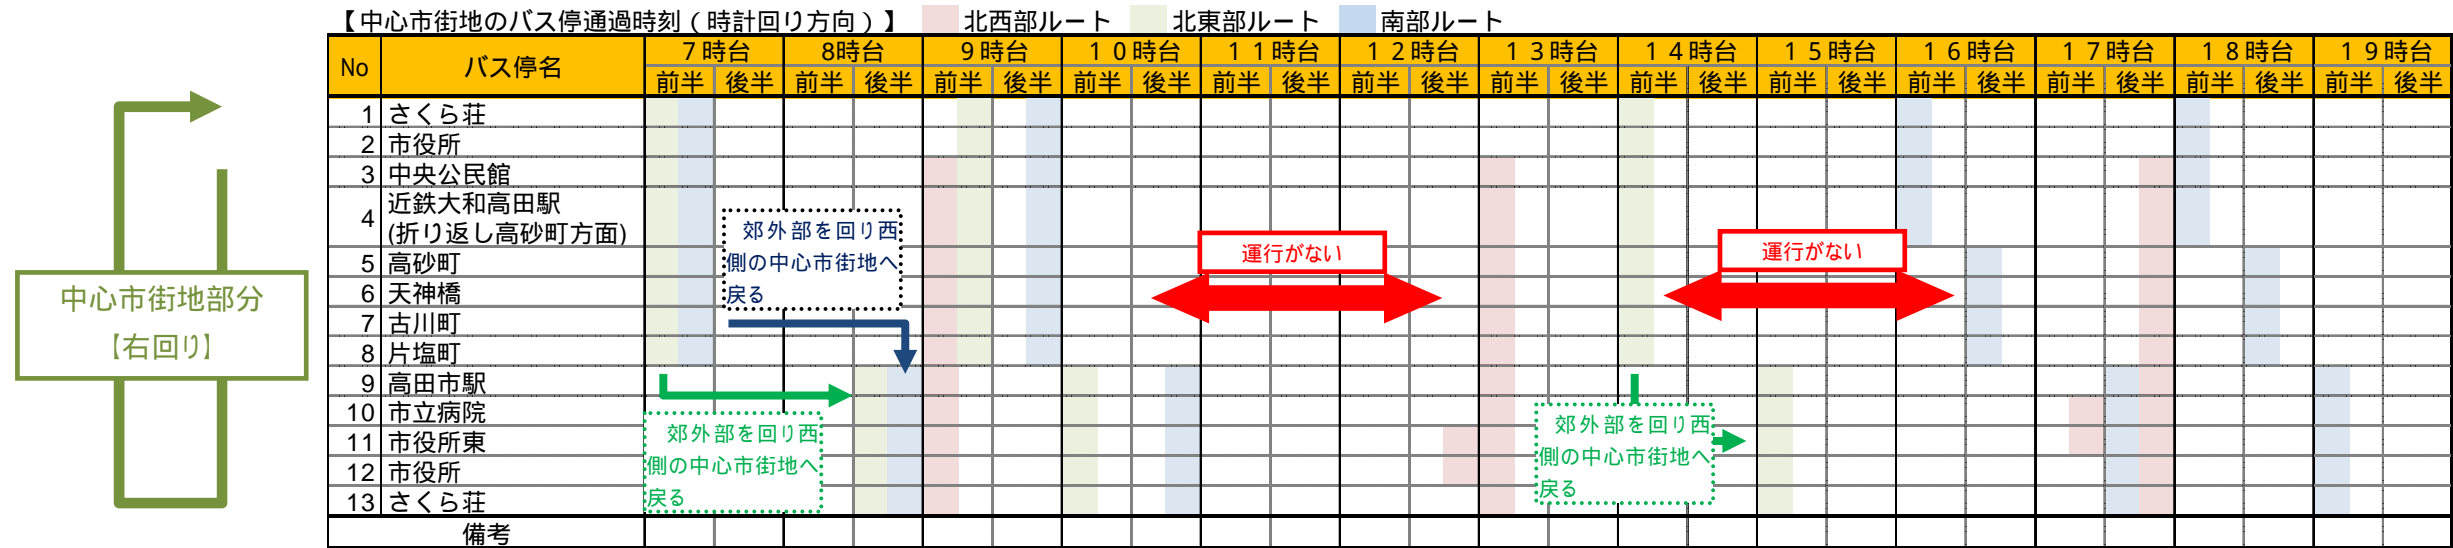 【中心市街地のバス停通過時刻（時計回り方向）】 北西部ルート 北東部ルート 南部ルート
No バス停名 7時台 8時台 9時台 10時台 11時台 12時台 13時台 14時台 15時台 16時台 17時台 18時台 19時台
前半 後半 前半 後半 前半 後半 前半 後半 前半 後半 前半 後半 前半 後半 前半 後半 前半 後半 前半 後半 前半 後半 前半 後半 前半 後半
1 さくら荘
2 市役所
3 中央公民館
4 近鉄大和高田駅
(折り返し高砂町方面)
5 高砂町
6 天神橋
7 古川町
8 片塩町
9 高田市駅
10 市立病院
11 市役所東
12 市役所
13 さくら荘
備考
中心市街地部分
【右回り】
郊外部を回り西
側の中心市街地へ
戻る
郊外部を回り西
側の中心市街地へ
戻る
運行がない
郊外部を回り西
側の中心市街地へ
戻る
運行がない